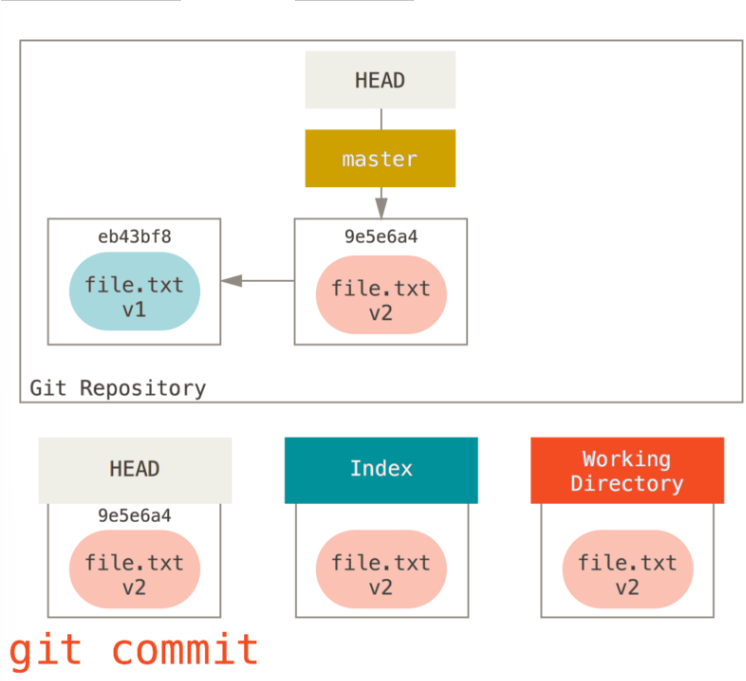 HEAD
master
eb43bf8
9e5e6a4
file.txt
v1
file.txt
v2
Git Repository
HEAD
Index
Working
Directory
9e5e6a4
file.txt
v2
file.txt
v2
file.txt
v2
git commit